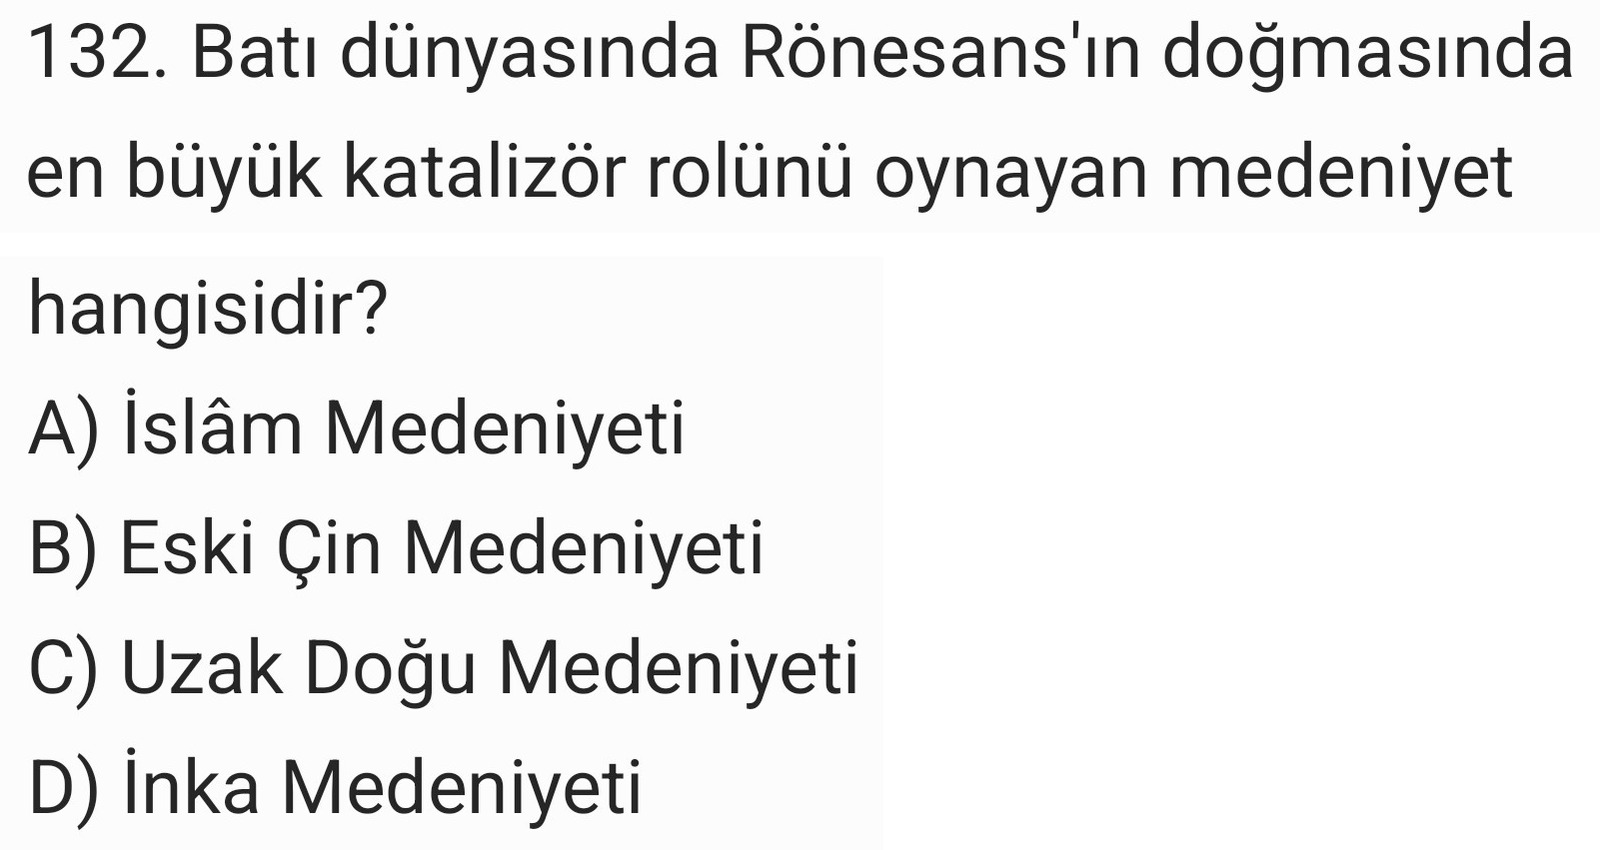 132. Batı dünyasında Rönesans'ın doğmasında
en büyük katalizör rolünü oynayan medeniyet
hangisidir?
A) İslâm Medeniyeti
B) Eski Çin Medeniyeti
C) Uzak Doğu Medeniyeti
D) İnka Medeniyeti